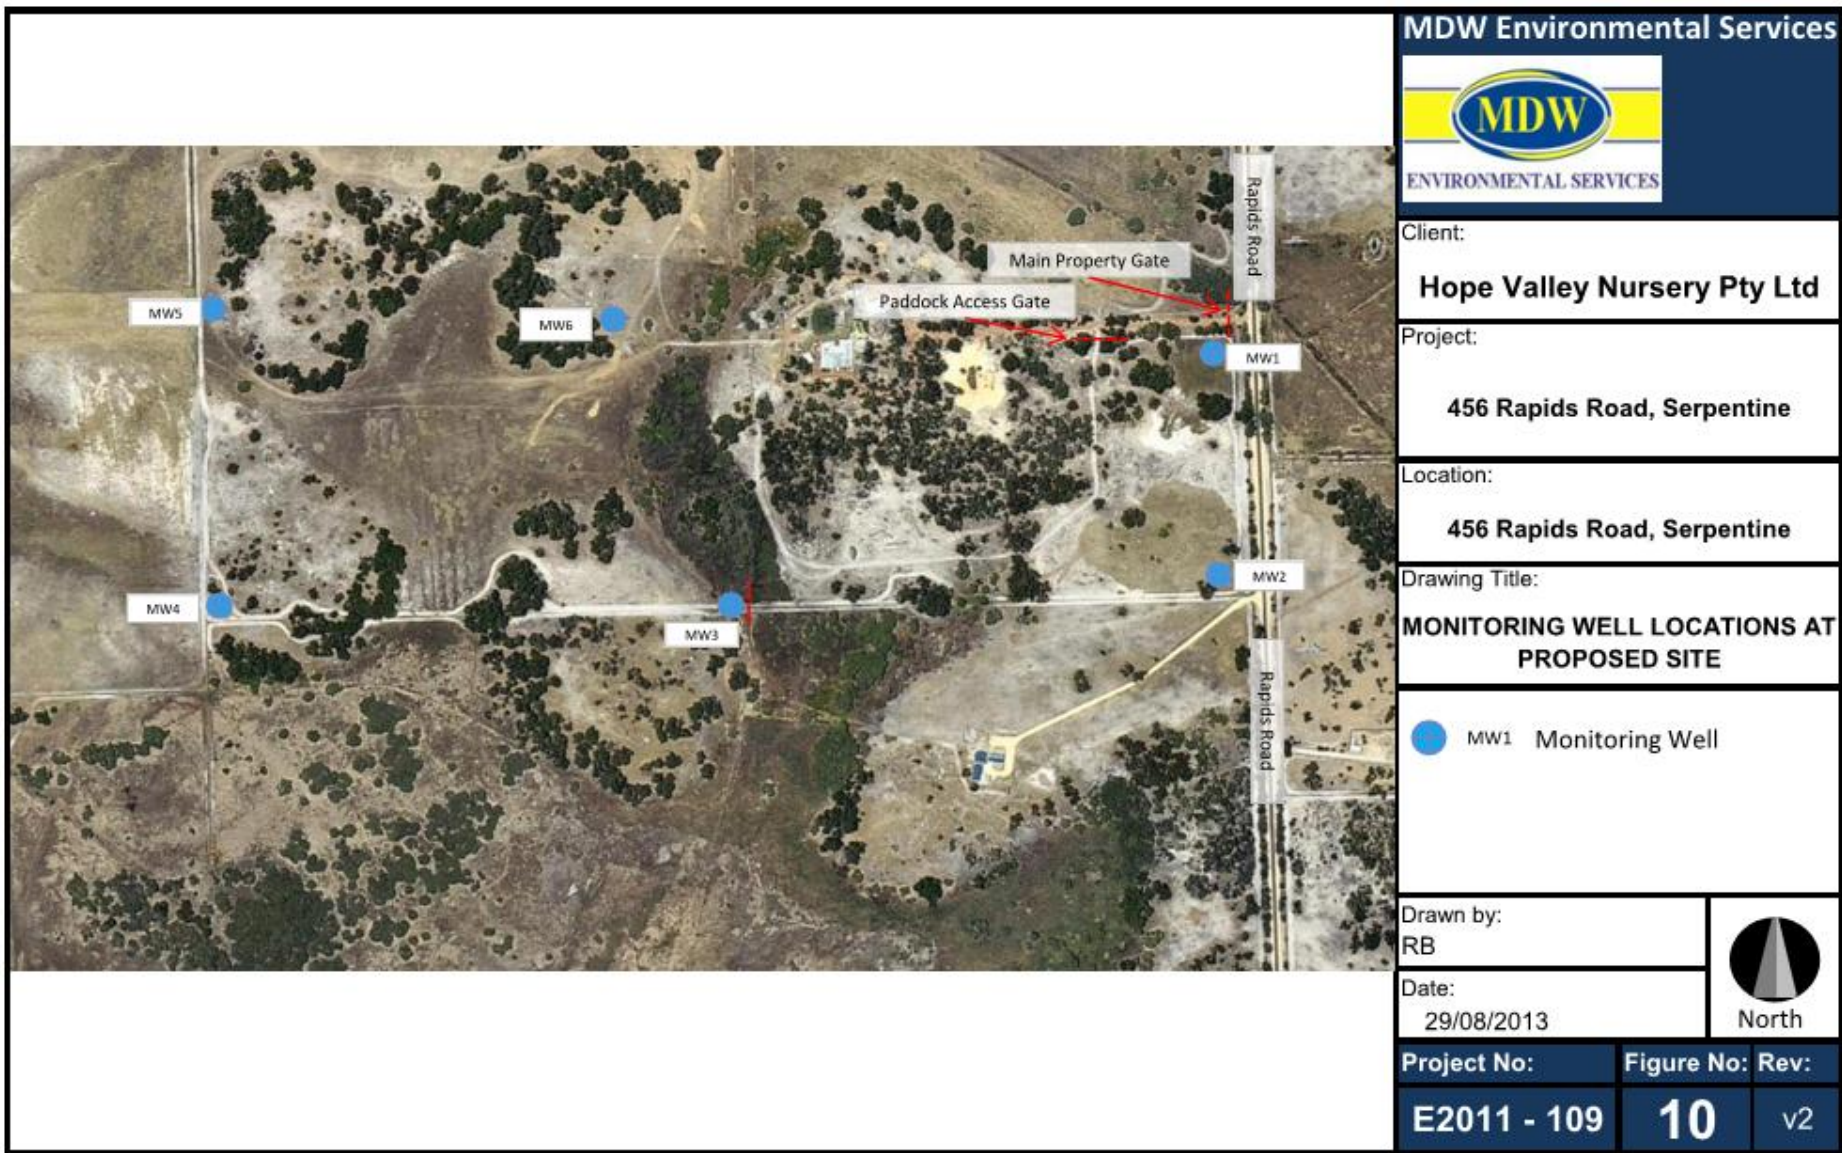 MDW Environmental Services
MDW
ENVIRONMENTAL SERVICES
Client:
Hope Valley Nursery Pty Ltd
Project:
456 Rapids Road, Serpentine
Location:
456 Rapids Road, Serpentine
Drawing Title:
MONITORING WELL LOCATIONS AT
PROPOSED SITE
MW1 Monitoring Well
Drawn by:
RB
Date:
29/08/2013
North
Project No:
Figure No:
Rev:
E2011 - 109
10
v2
Rapids Road
Main Property Gate
Paddock Access Gate
MW5
MW6
MW1
MW2
MW4
MW3
Rapids Road